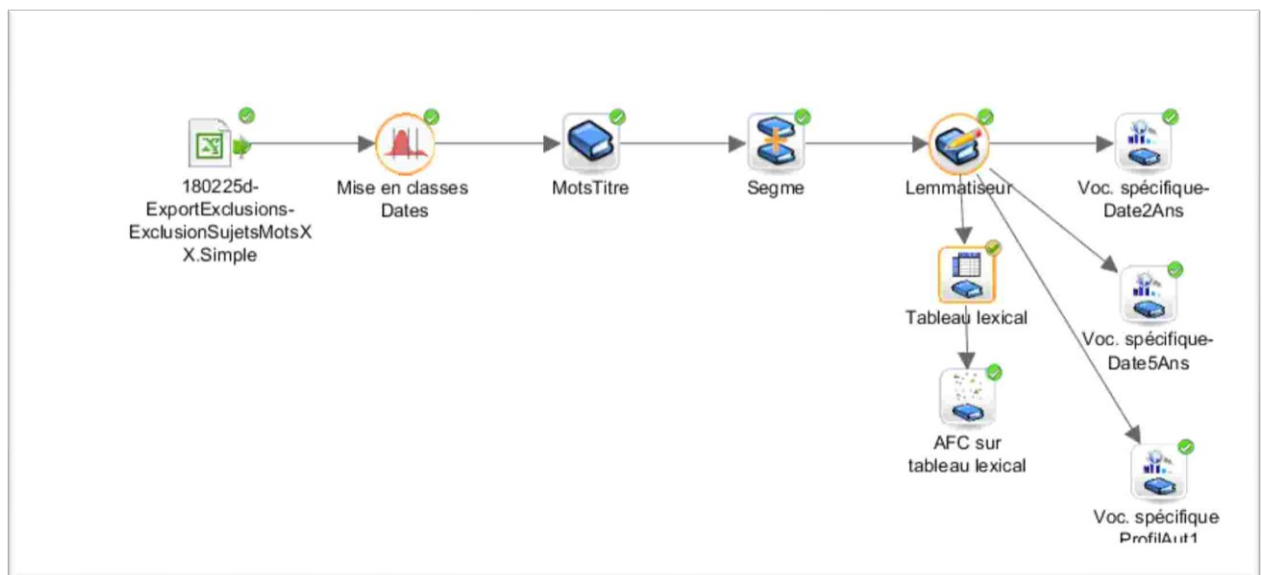 180225d-
ExportExclusions-
ExclusionSujetsMotsX
X.Simple
Mise en classes
Dates
MotsTitre
Segme
Lemmatiseur
Voc. spécifique-
Date2Ans
Tableau lexical
Voc. spécifique-
Date5Ans
AFC sur
tableau lexical
Voc. spécifique
ProfilAut1